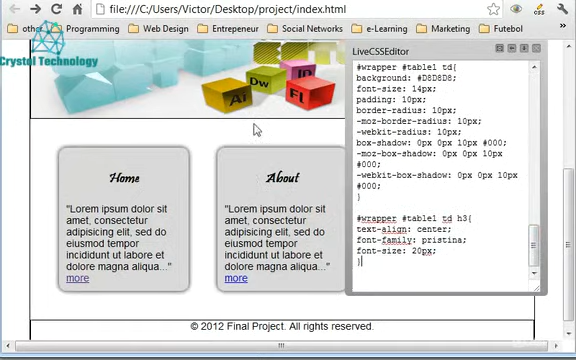 file:///C:/Users/Victor/Desktop/project/index.html
CSS
other Programming Web Design Entrepreneur Social Networks e-Learning Marketing Futebol
Crystal Technology
Ai Dw ID FL
LiveCSSEditor
#wrapper #table1 td{
background: #D8D8D8;
font-size: 14px;
padding: 10px;
border-radius: 10px;
-moz-border-radius: 10px;
-webkit-radius: 10px;
box-shadow: 0px 0px 10px #000;
-moz-box-shadow: 0px 0px 10px
#000;
-webkit-box-shadow: 0px 0px 10px
#000;
}
#wrapper #table1 td h3{
text-align: center;
font-family: pristina;
font-size: 20px;
}
Home
"Lorem ipsum dolor sit
amet, consectetur
adipisicing elit, sed do
eiusmod tempor
incididunt ut labore et
dolore magna aliqua..."
more
About
"Lorem ipsum dolor sit
amet, consectetur
adipisicing elit, sed do
eiusmod tempor
incididunt ut labore et
dolore magna aliqua..."
more
© 2012 Final Project. All rights reserved.